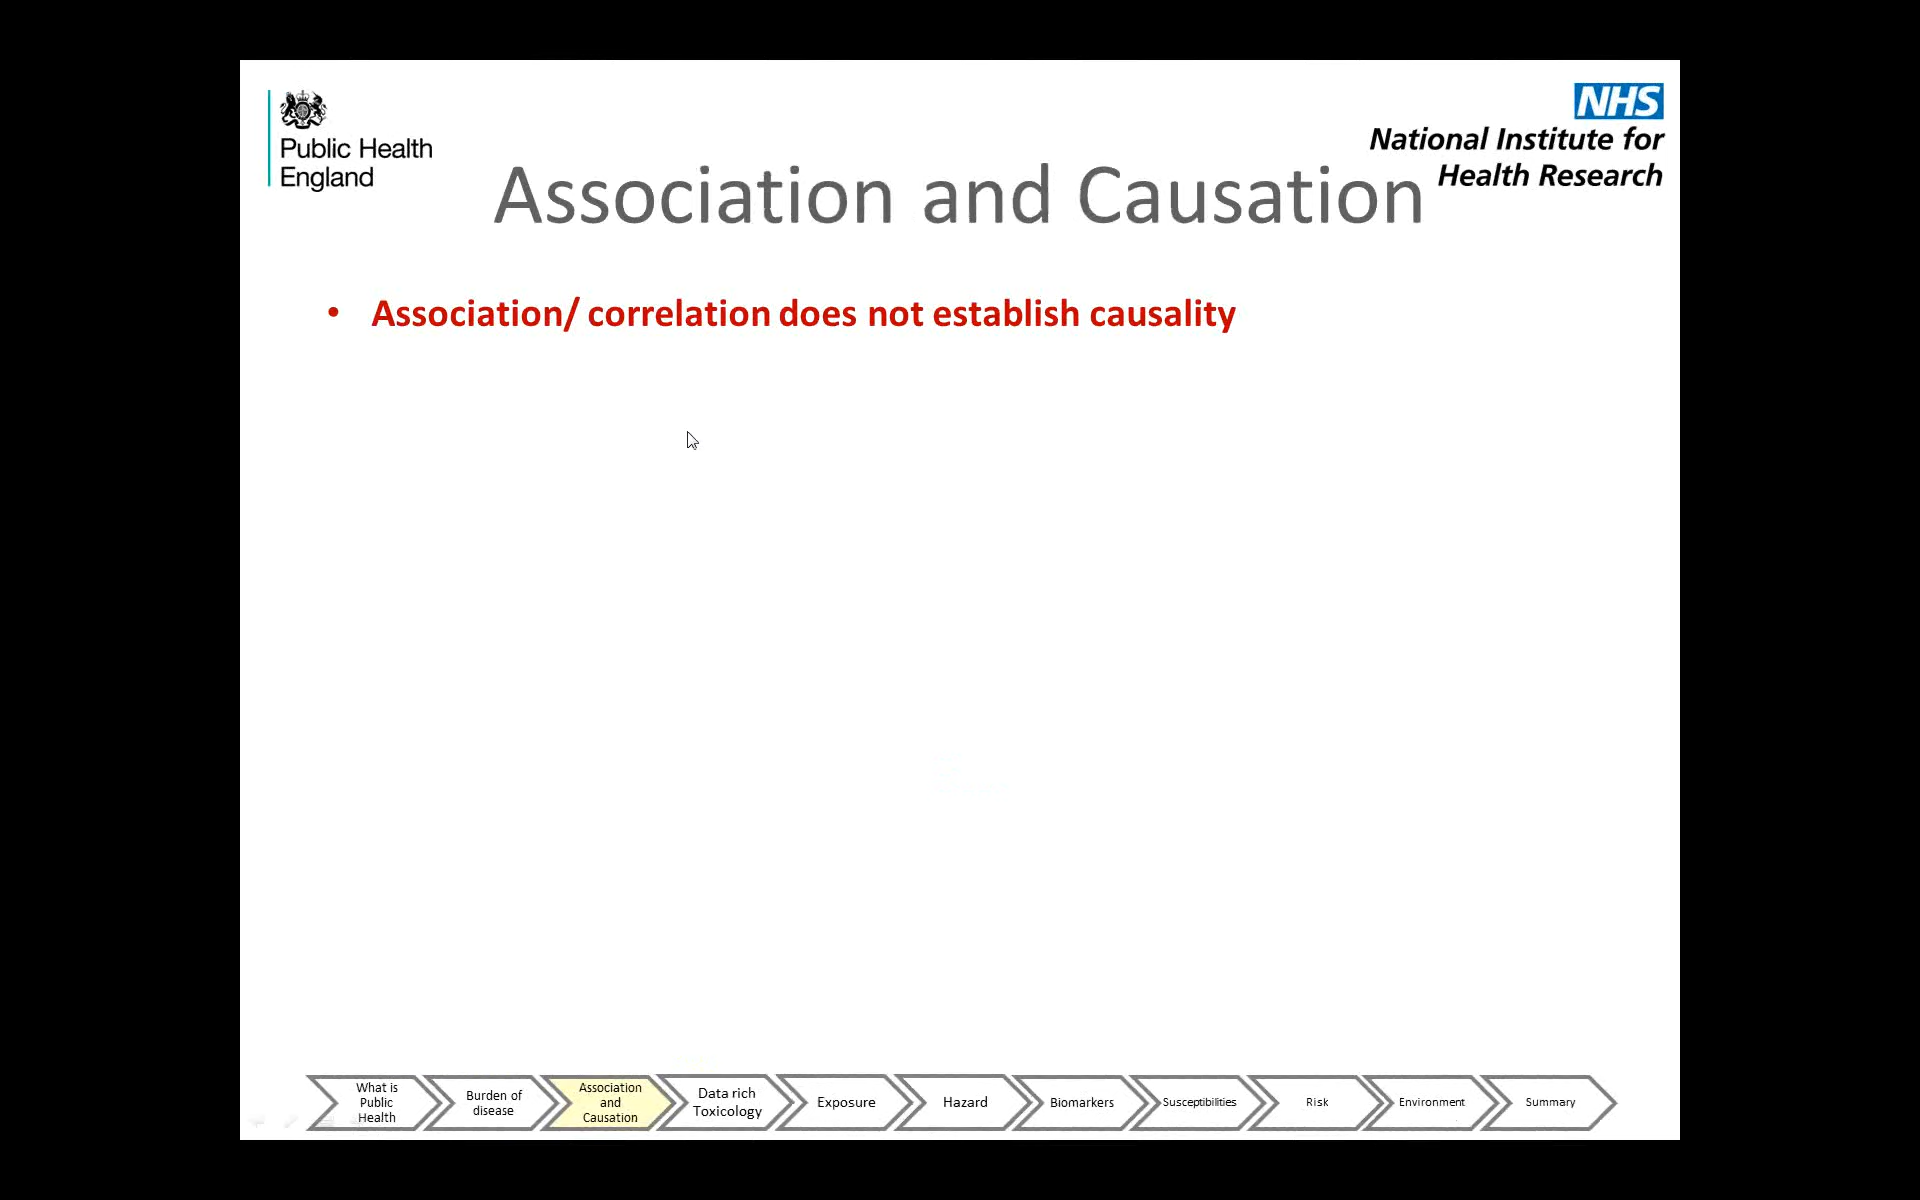 Public Health
England
NHS
National Institute for
Health Research
Association and Causation
• Association/ correlation does not establish causality
What is
Public
Health
Burden of
disease
Association
and
Causation
Data rich
Toxicology
Exposure
Hazard
Biomarkers
Susceptibilities
Risk
Environment
Summary